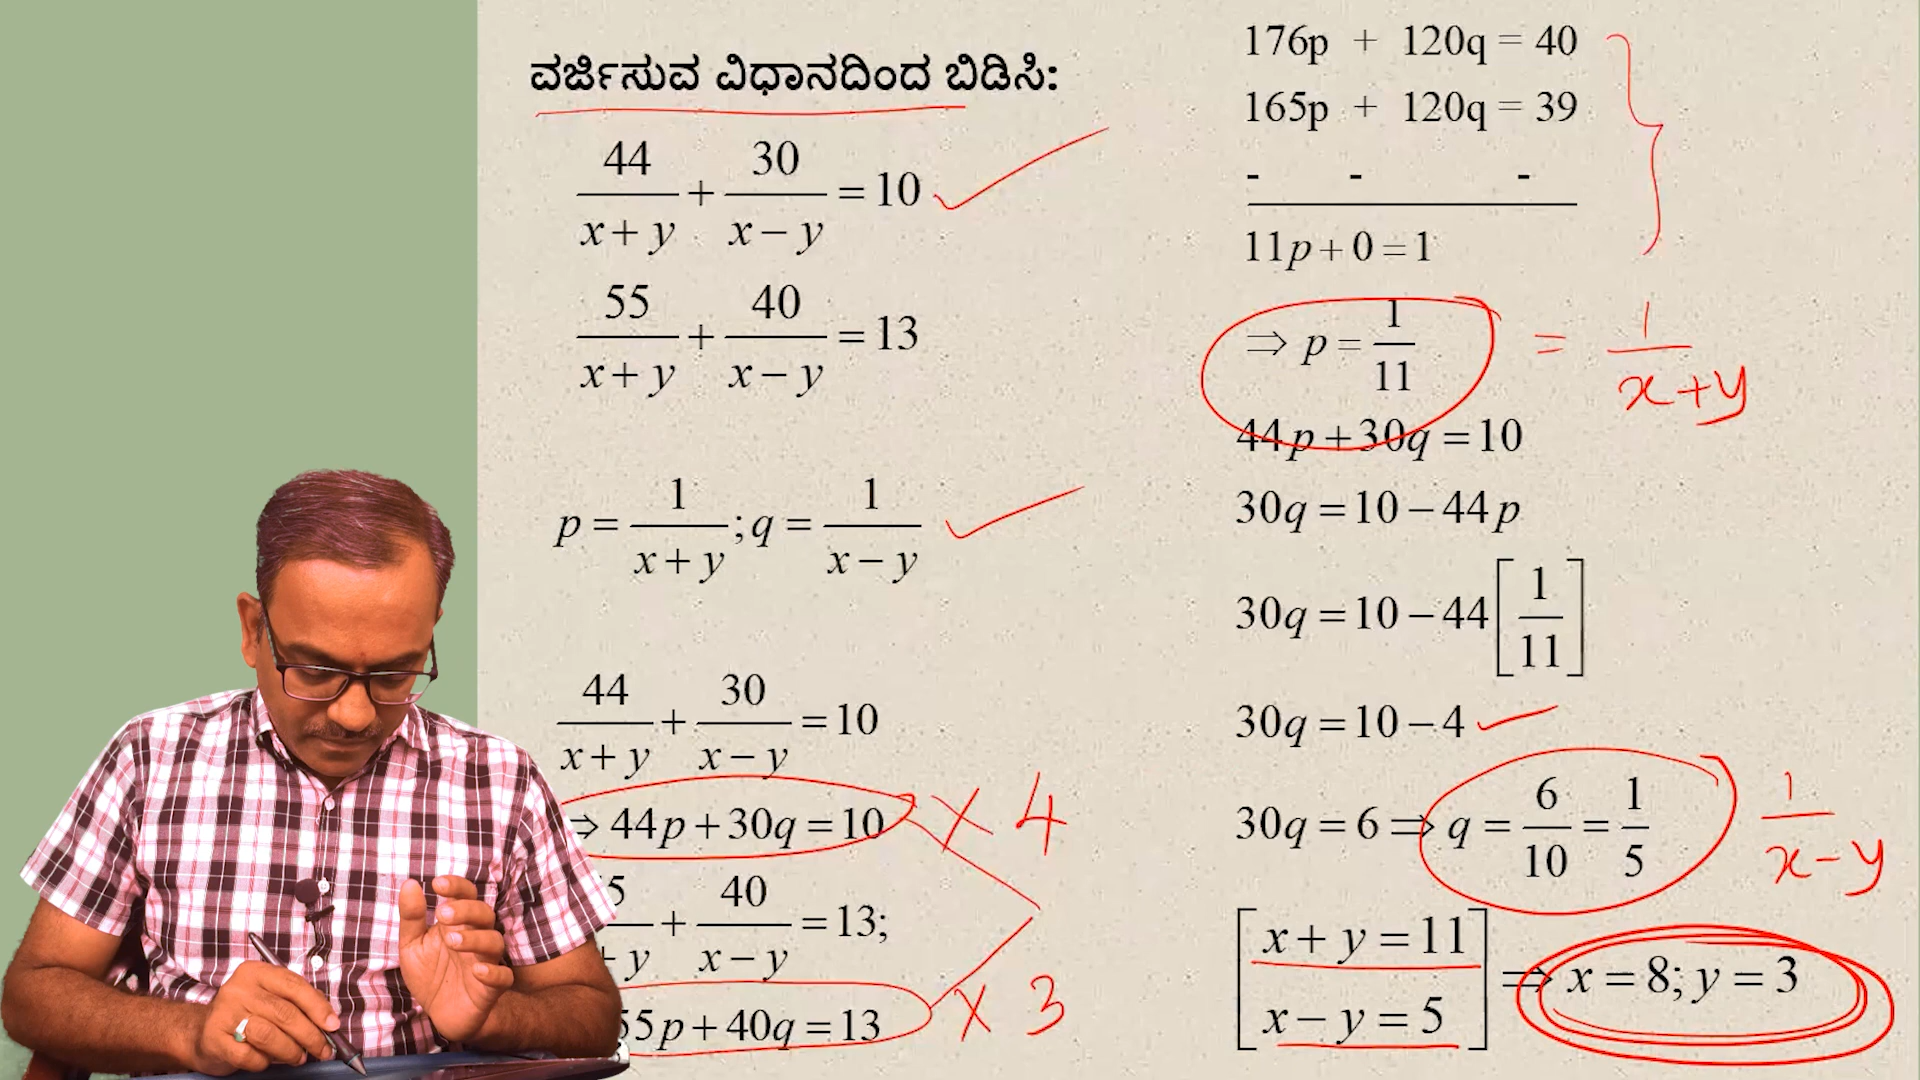 ವರ್ಜಿಸುವ ವಿಧಾನದಿಂದ ಬಿಡಿಸಿ:
44/(x + y) + 30/(x − y) = 10
55/(x + y) + 40/(x − y) = 13
p = 1/(x + y) ; q = 1/(x − y)
44/(x + y) + 30/(x − y) = 10
⇒ 44p + 30q = 10 × 4
+ 40/(x − y) = 13;
55p + 40q = 13 × 3
176p + 120q = 40
165p + 120q = 39
- - -
11p + 0 = 1
⇒ p = 1/11 = 1/(x+y)
44p + 30q = 10
30q = 10 − 44p
30q = 10 − 44[1/11]
30q = 10 − 4
30q = 6 ⇒ q = 6/10 = 1/5 1/(x−y)
x + y = 11
x − y = 5
⇒ x = 8; y = 3